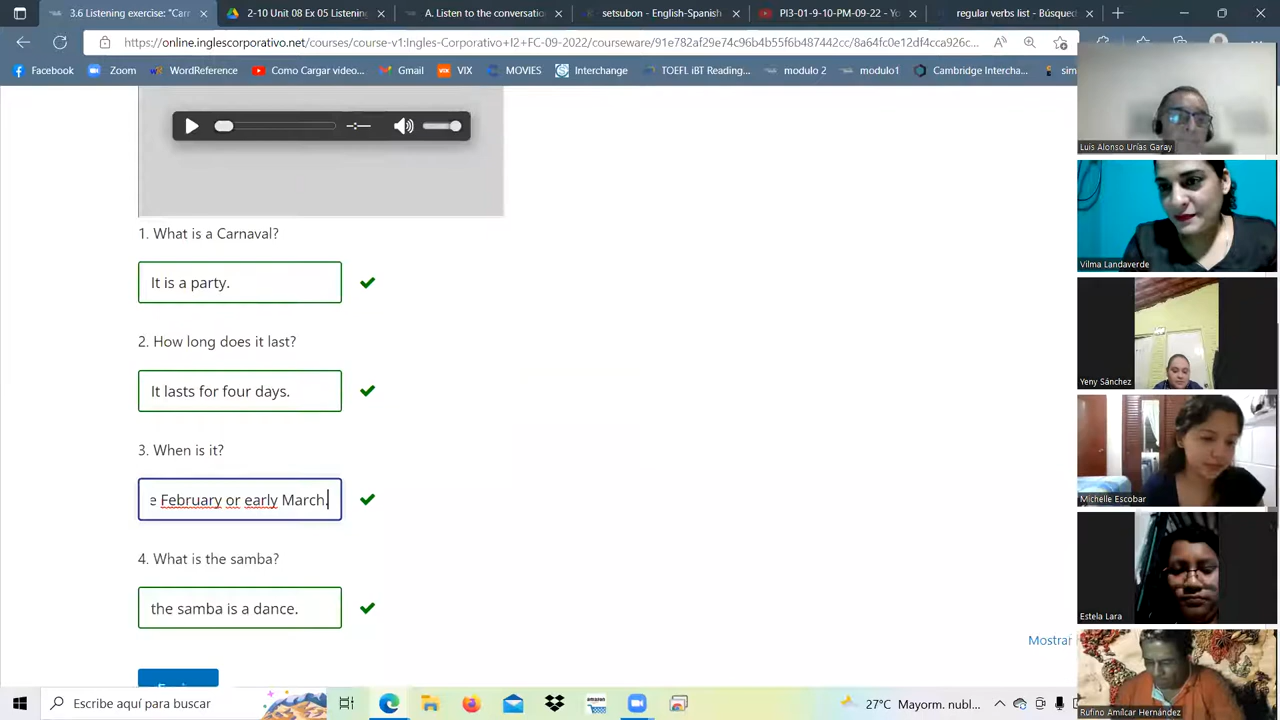 3.6 Listening exercise: "Carr
2-10 Unit 08 Ex 05 Listening
A. Listen to the conversation
setsubon - English-Spanish
PI3-01-9-10-PM-09-22 - YouT
regular verbs list - Búsqued
https://online.inglescorporativo.net/courses/course-v1:Ingles-Corporativo+I2+FC-09-2022/courseware/91e782af29e74c96b4b55f6b487442cc/8a64fc0e12df4cca926c...
Facebook
Zoom
WordReference
Como Cargar vídeo...
Gmail
VIX
MOVIES
Interchange
TOEFL iBT Reading...
modulo 2
modulo1
Cambridge Intercha...
sim
1. What is a Carnaval?
It is a party.
2. How long does it last?
It lasts for four days.
3. When is it?
e February or early March.
4. What is the samba?
the samba is a dance.
Mostrar
Luis Alonso Urías Garay
Vilma Landaverde
Yeny Sánchez
Michelle Escobar
Estela Lara
Rufino Amilcar Hernández
Escribe aquí para buscar
27°C Mayorm. nubl...